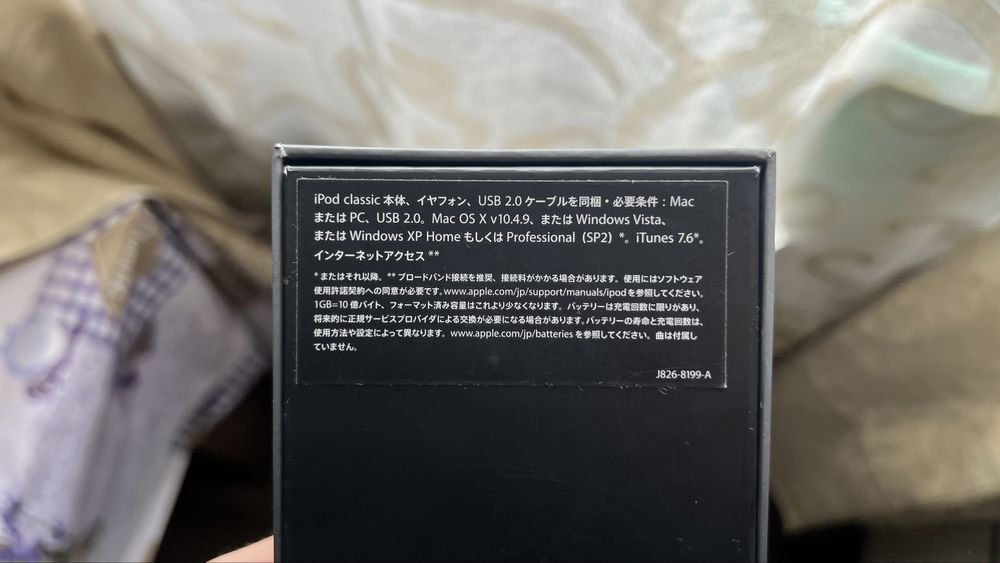 iPod classic 本体、イヤフォン、USB 2.0 ケーブルを同梱・必要条件：Mac
または PC、USB 2.0。Mac OS X v10.4.9、または Windows Vista、
または Windows XP Home もしくは Professional（SP2）*。iTunes 7.6*。
インターネットアクセス **
* またはそれ以降。** ブロードバンド接続を推奨、接続料がかかる場合があります。使用にはソフトウェア
使用許諾契約への同意が必要です。www.apple.com/jp/support/manuals/ipod を参照してください。
1GB=10 億バイト、フォーマット済み容量はこれより少なくなります。バッテリーは充電回数に限りがあり、
将来的に正規サービスプロバイダによる交換が必要になる場合があります。バッテリーの寿命と充電回数は、
使用方法や設定によって異なります。www.apple.com/jp/batteries を参照してください。曲は付属し
ていません。
J826-8199-A